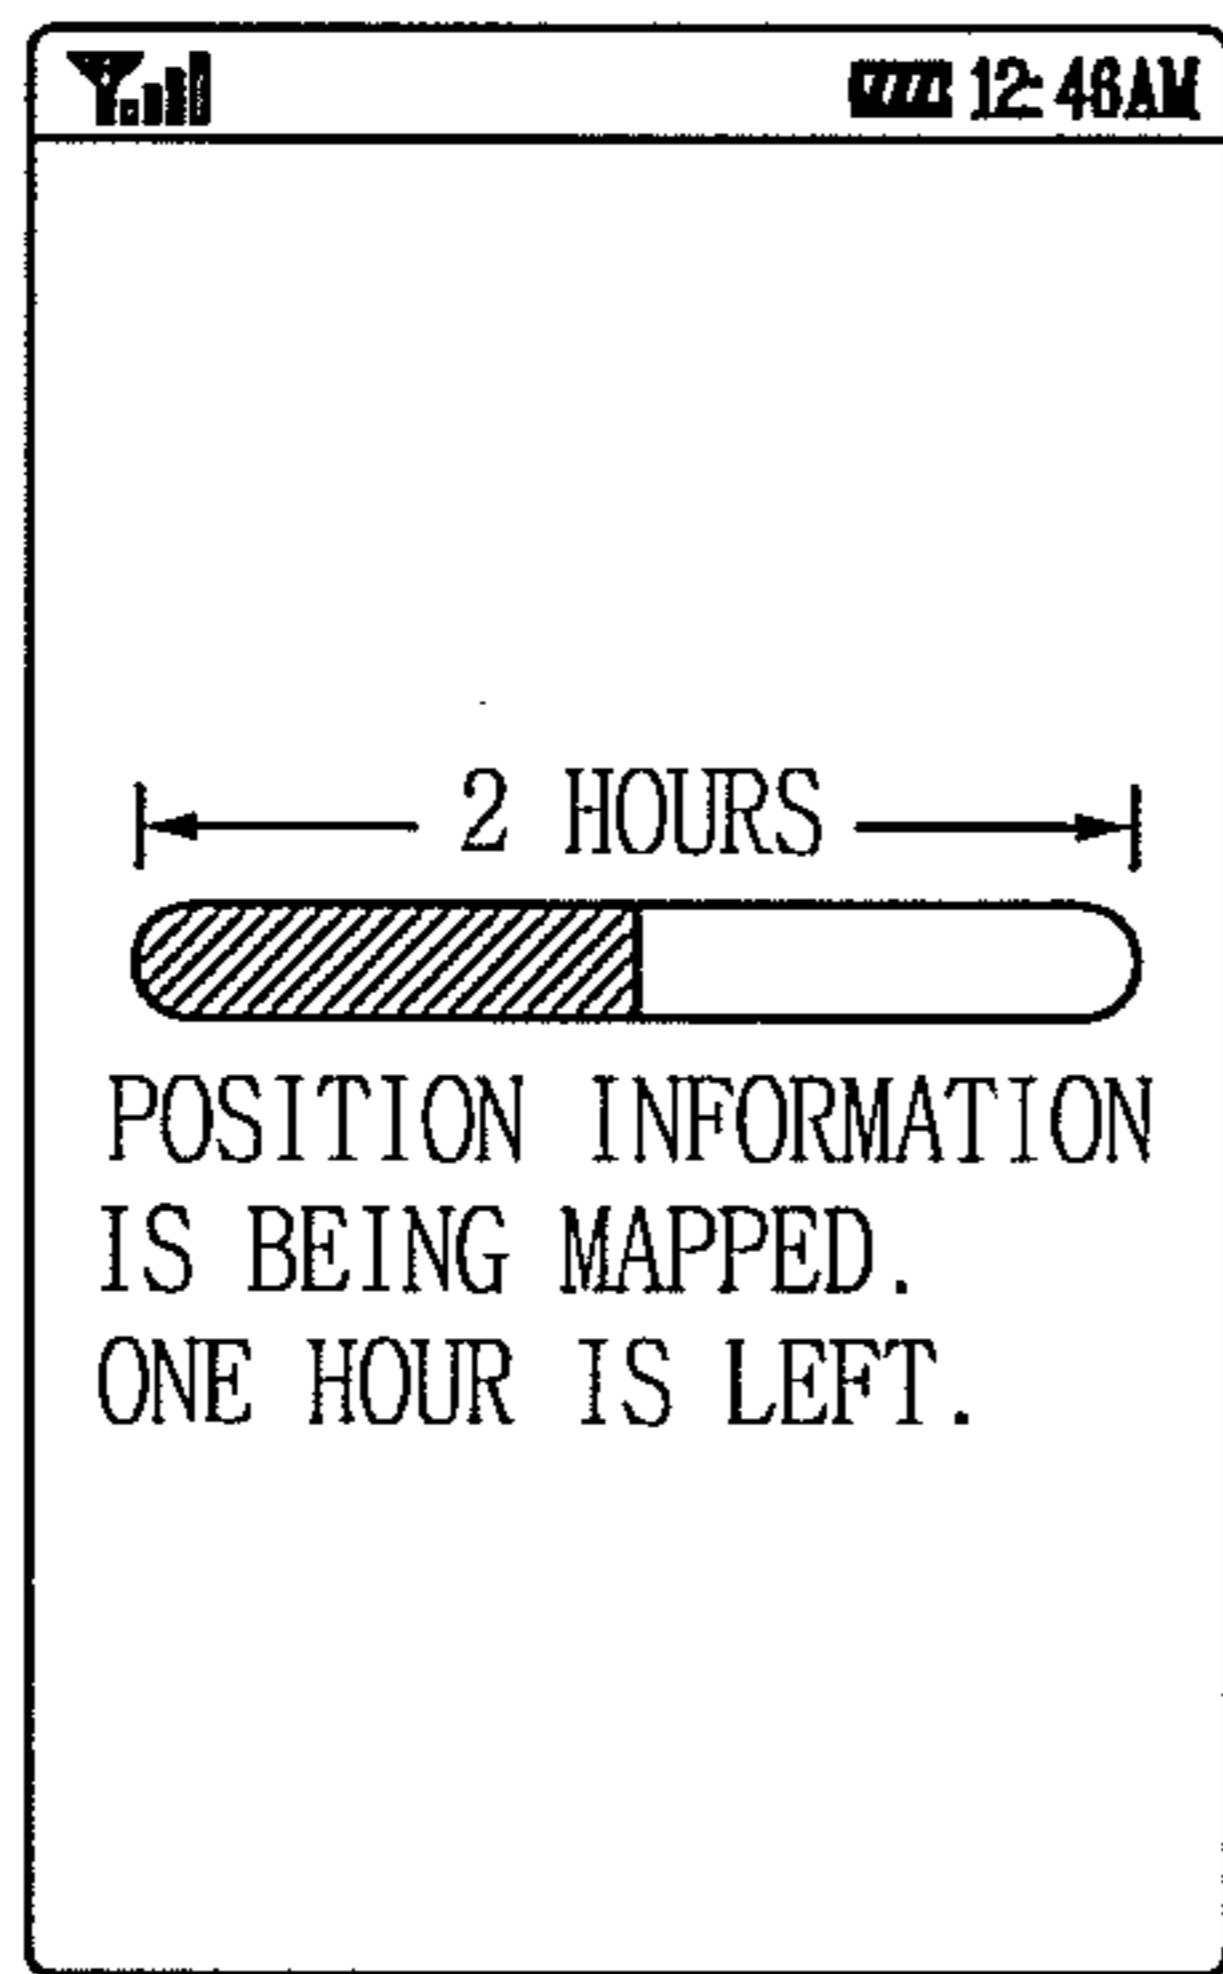 12:46AM
2 HOURS
POSITION INFORMATION
IS BEING MAPPED.
ONE HOUR IS LEFT.